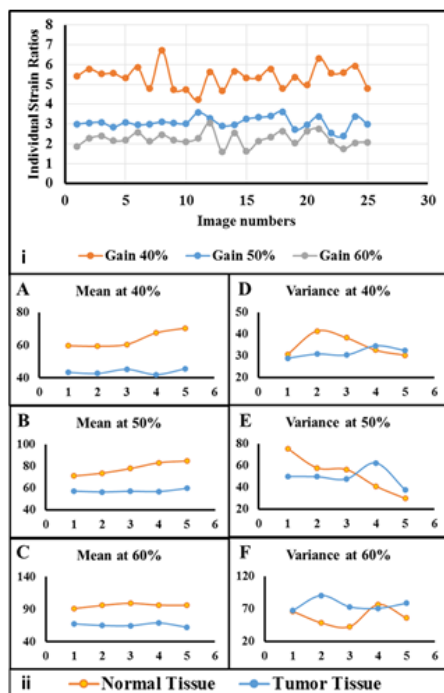 8
7
6
5
4
3
2
1
0
Individual Strain Ratios
0 5 10 15 20 25 30
Image numbers
i
Gain 40% Gain 50% Gain 60%
A Mean at 40%
80
60
40
0 1 2 3 4 5 6
D Variance at 40%
50
40
30
20
0 1 2 3 4 5 6
B Mean at 50%
100
80
60
40
0 1 2 3 4 5 6
E Variance at 50%
80
60
40
20
0 1 2 3 4 5 6
C Mean at 60%
140
90
40
0 1 2 3 4 5 6
F Variance at 60%
120
70
20
0 1 2 3 4 5 6
ii Normal Tissue Tumor Tissue